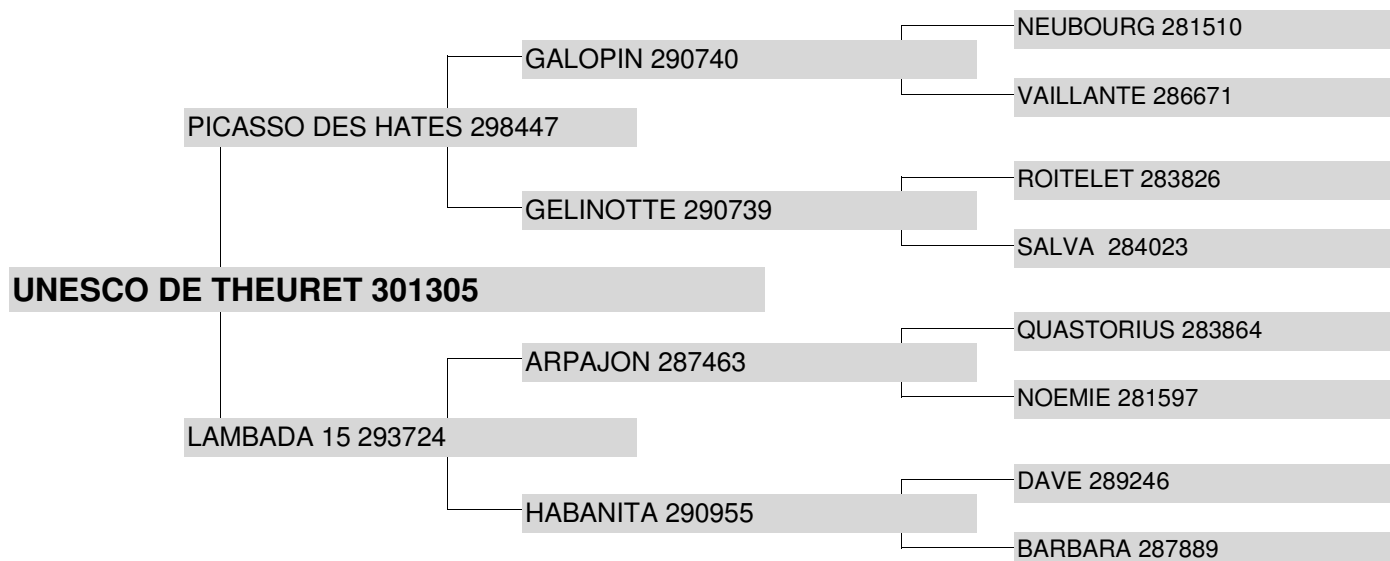 NEUBOURG 281510
GALOPIN 290740
VAILLANTE 286671
PICASSO DES HATES 298447
ROITELET 283826
GELINOTTE 290739
SALVA 284023
UNESCO DE THEURET 301305
QUASTORIUS 283864
ARPAJON 287463
NOEMIE 281597
LAMBADA 15 293724
DAVE 289246
HABANITA 290955
BARBARA 287889